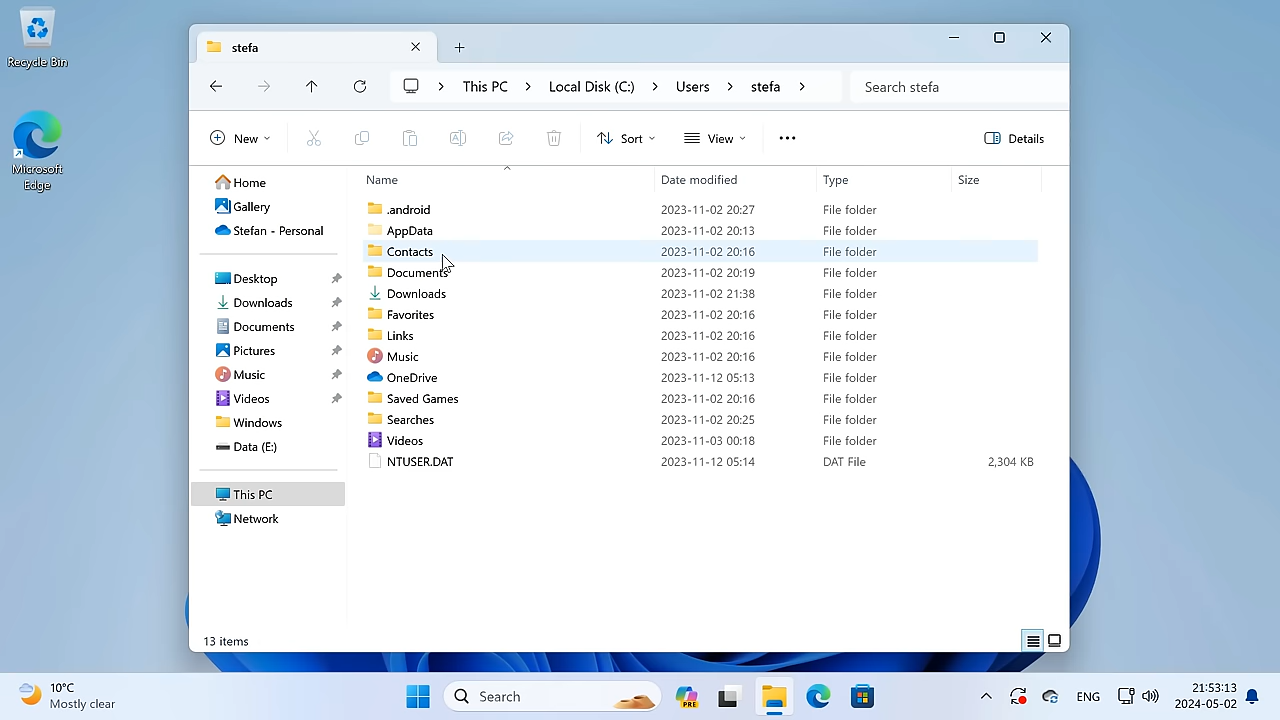 Recycle Bin
Microsoft
Edge
stefa
This PC
Local Disk (C:)
Users
stefa
Search stefa
New
Sort
View
Details
Home
Gallery
Stefan - Personal
Desktop
Downloads
Documents
Pictures
Music
Videos
Windows
Data (E:)
This PC
Network
Name Date modified Type Size
.android 2023-11-02 20:27 File folder
AppData 2023-11-02 20:13 File folder
Contacts 2023-11-02 20:16 File folder
Documents 2023-11-02 20:19 File folder
Downloads 2023-11-02 21:38 File folder
Favorites 2023-11-02 20:16 File folder
Links 2023-11-02 20:16 File folder
Music 2023-11-02 20:16 File folder
OneDrive 2023-11-12 05:13 File folder
Saved Games 2023-11-02 20:16 File folder
Searches 2023-11-02 20:25 File folder
Videos 2023-11-03 00:18 File folder
NTUSER.DAT 2023-11-12 05:14 DAT File 2,304 KB
13 items
10°C
Mostly clear
Search
PRE
ENG
21:53:13
2024-05-02